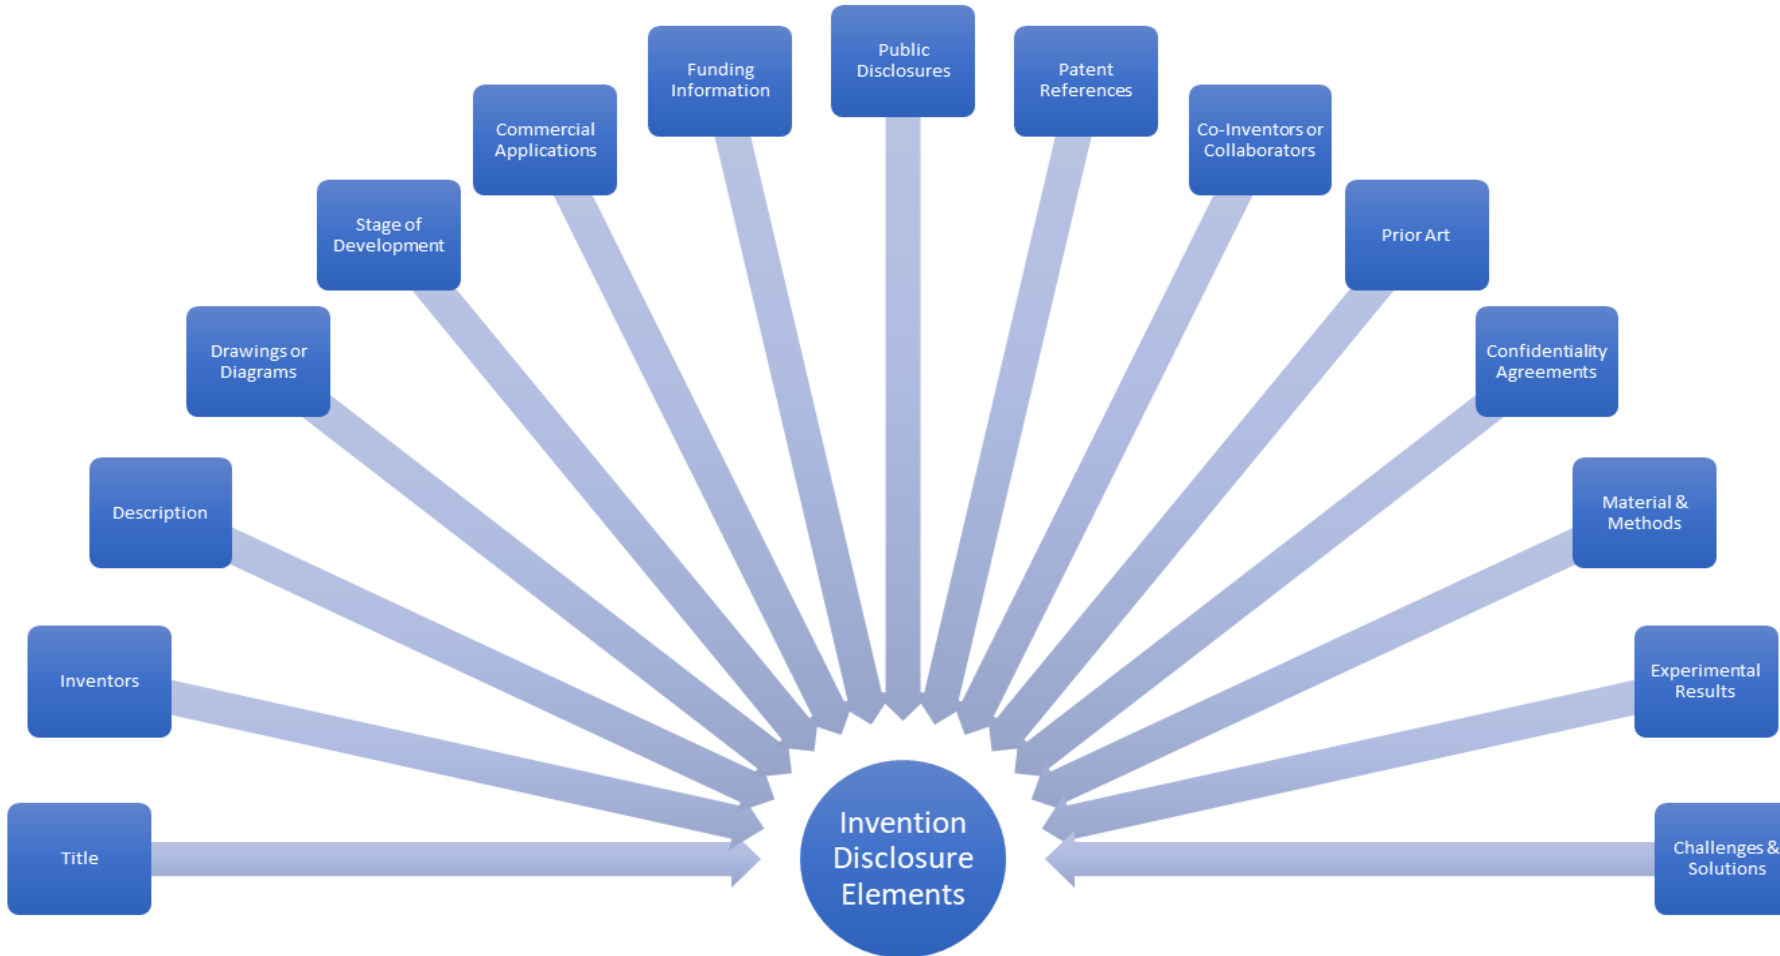 Public
Disclosures
Funding
Information
Patent
References
Commercial
Applications
Co-Inventors or
Collaborators
Stage of
Development
Prior Art
Drawings or
Diagrams
Confidentiality
Agreements
Description
Material &
Methods
Inventors
Experimental
Results
Title
Invention
Disclosure
Elements
Challenges &
Solutions